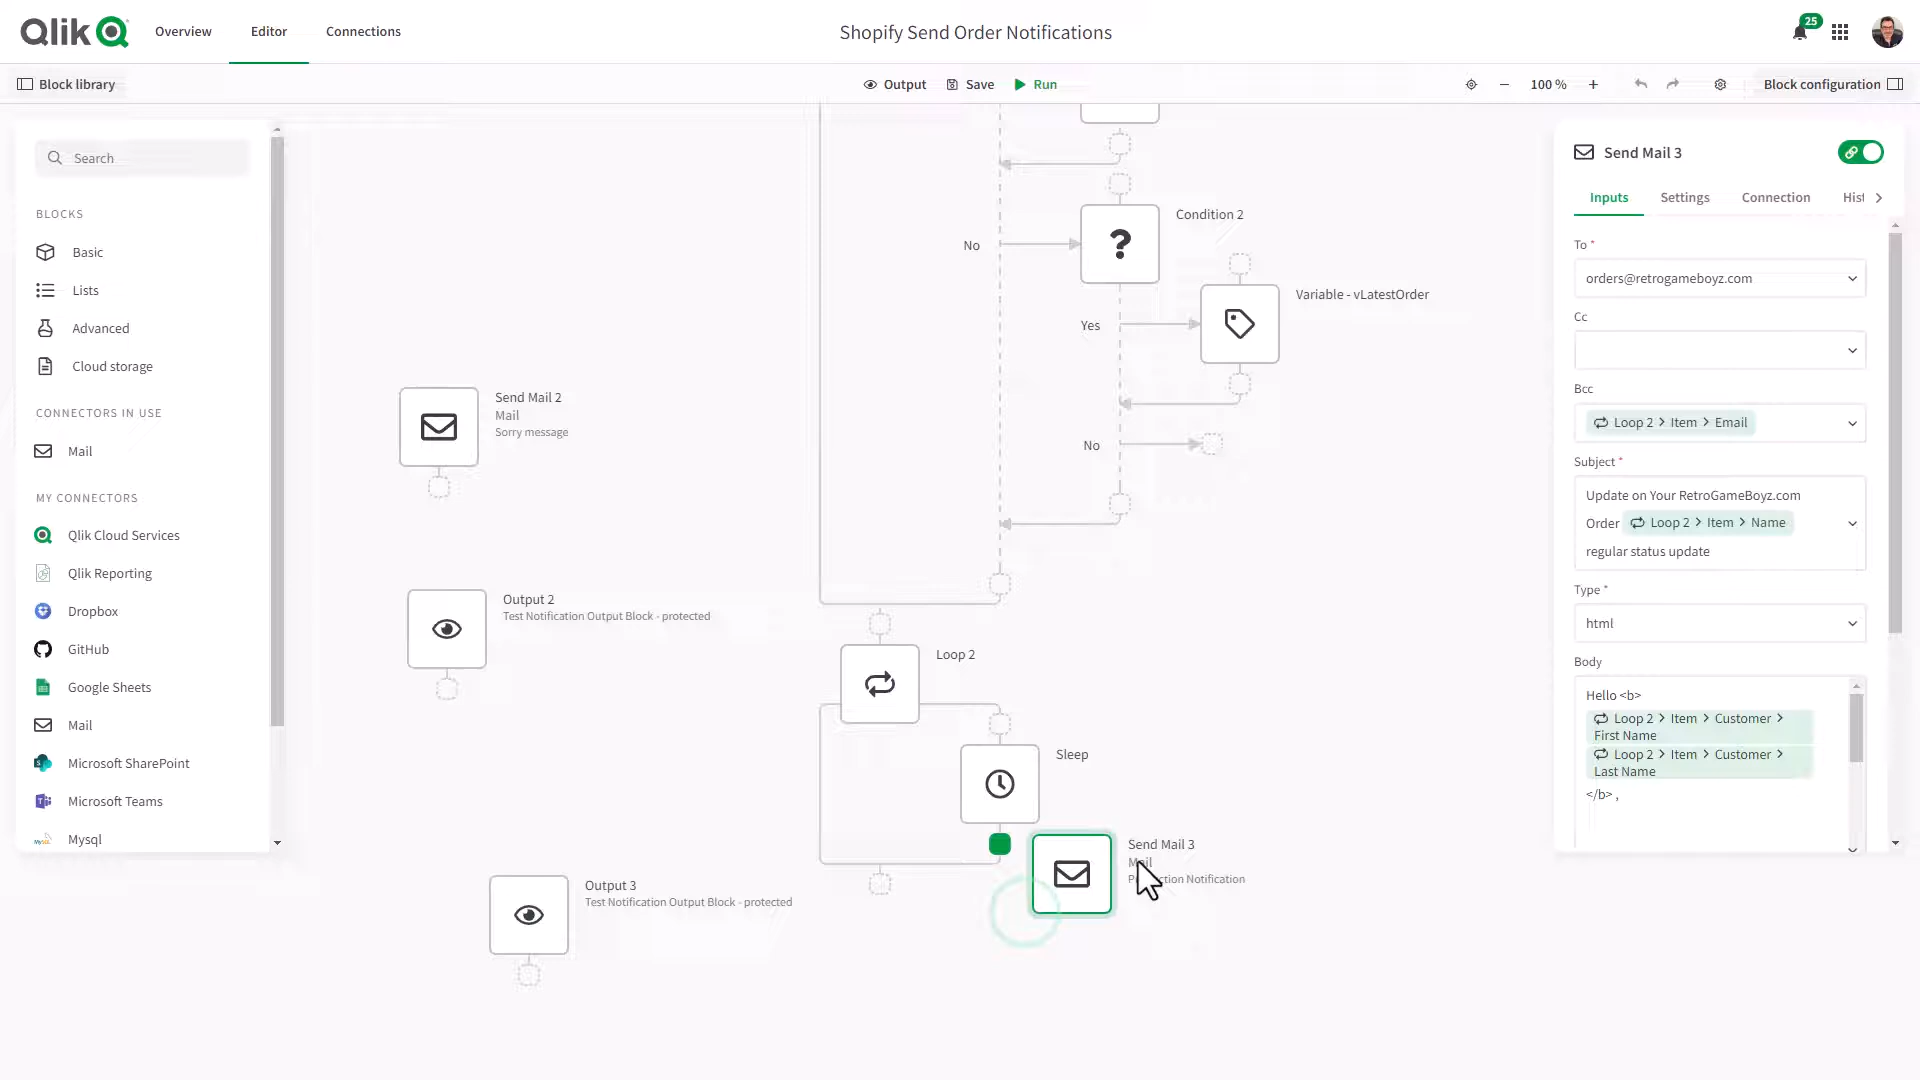 Qlik
Overview
Editor
Connections
Shopify Send Order Notifications
25
Block library
Output
Save
Run
100 %
Block configuration
Search
BLOCKS
Basic
Lists
Advanced
Cloud storage
CONNECTORS IN USE
Mail
MY CONNECTORS
Qlik Cloud Services
Qlik Reporting
Dropbox
GitHub
Google Sheets
Mail
Microsoft SharePoint
Microsoft Teams
Mysql
Condition 2
No
Variable - vLatestOrder
Yes
No
Send Mail 2
Mail
Sorry message
Output 2
Test Notification Output Block - protected
Loop 2
Sleep
Send Mail 3
Notification
Output 3
Test Notification Output Block - protected
Send Mail 3
Inputs
Settings
Connection
Hist
To *
orders@retrogameboyz.com
Cc
Bcc
Loop 2 > Item > Email
Subject *
Update on Your RetroGameBoyz.com
Order Loop 2 > Item > Name
regular status update
Type *
html
Body
Hello <b>
Loop 2 > Item > Customer >
First Name
Loop 2 > Item > Customer >
Last Name
</b> ,